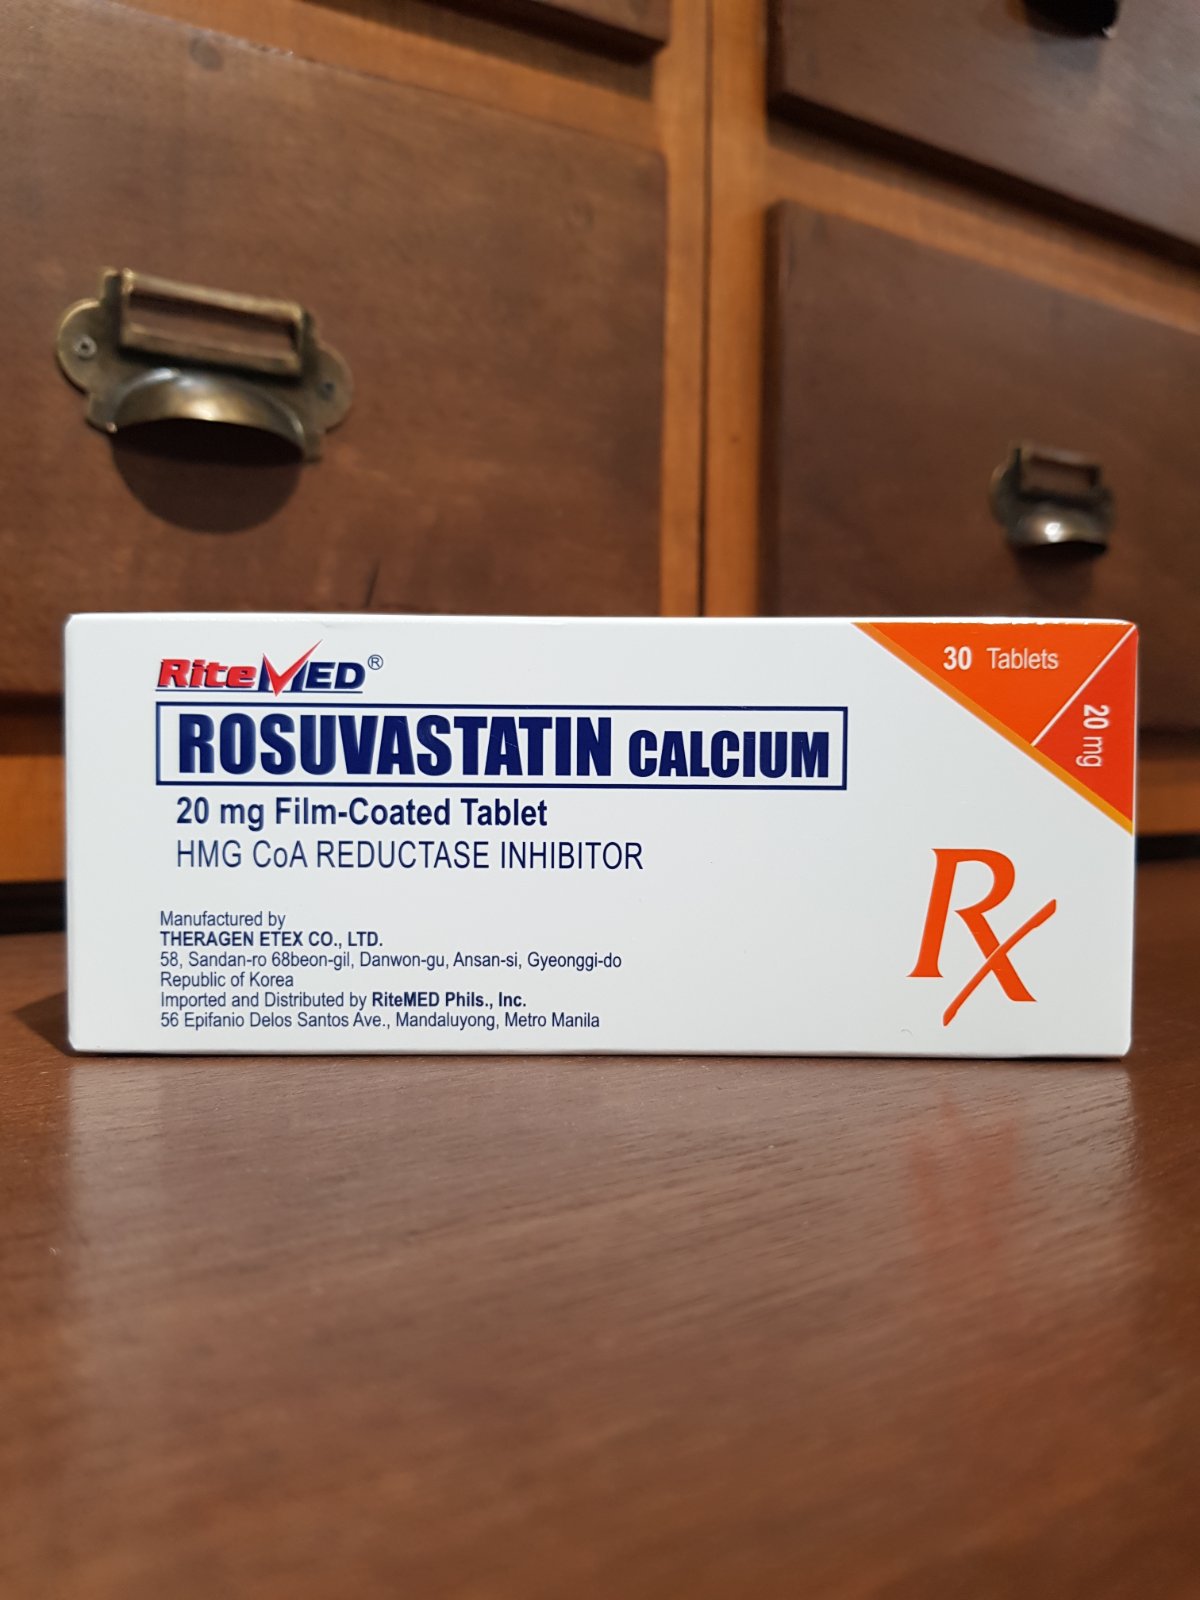 RiteMED®
ROSUVASTATIN CALCIUM
20 mg Film-Coated Tablet
HMG CoA REDUCTASE INHIBITOR
Manufactured by
THERAGEN ETEX CO., LTD.
58, Sandan-ro 68beon-gil, Danwon-gu, Ansan-si, Gyeonggi-do
Republic of Korea
Imported and Distributed by RiteMED Phils., Inc.
56 Epifanio Delos Santos Ave., Mandaluyong, Metro Manila
30 Tablets
20 mg
Rx